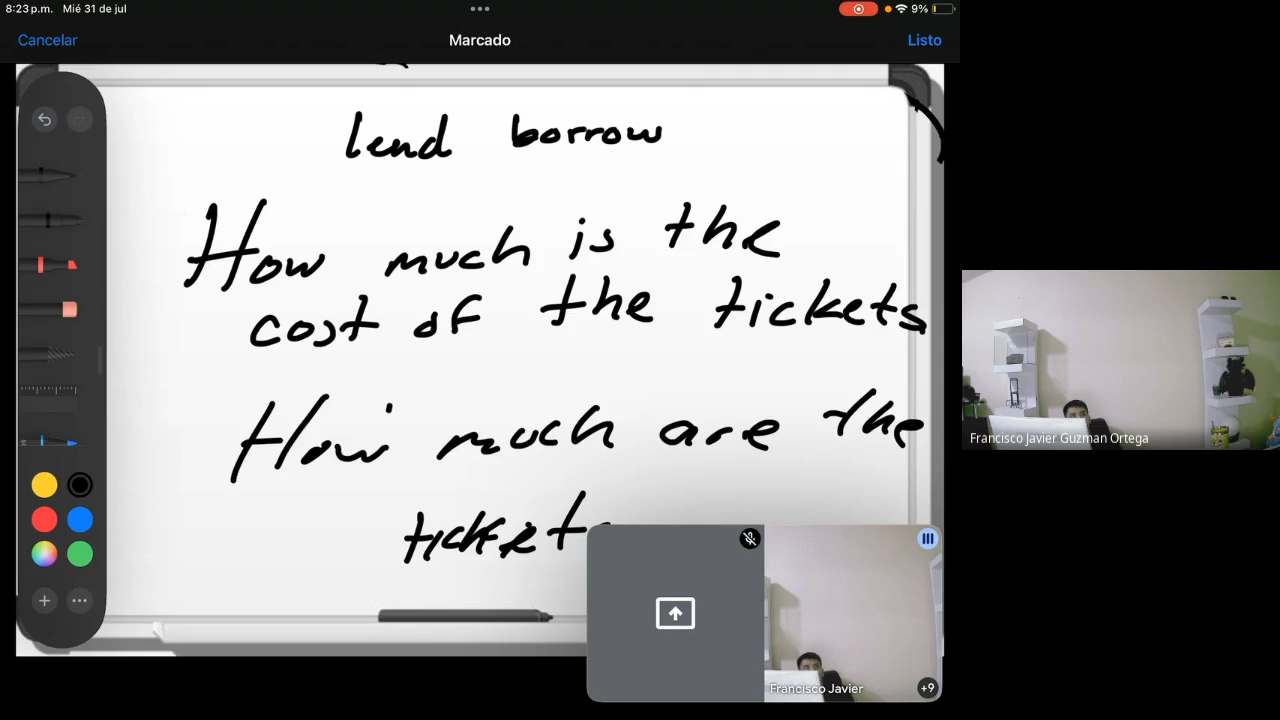 8:23 p.m. Mié 31 de jul
9%
Cancelar
Marcado
Listo
lend borrow
How much is the
cost of the tickets
How much are the
ticket
Francisco Javier Guzman Ortega
Francisco Javier
+9